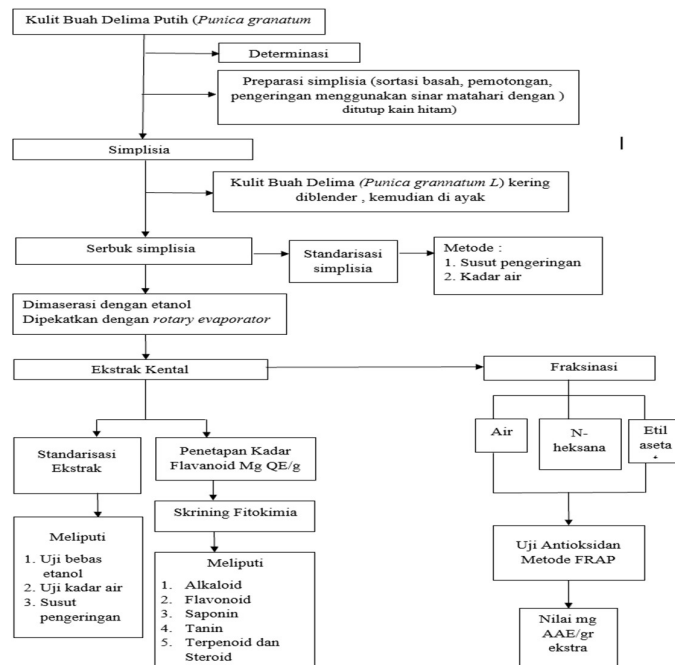 Kulit Buah Delima Putih (Punica granatum
Determinasi
Preparasi simplisia (sortasi basah, pemotongan,
pengeringan menggunakan sinar matahari dengan )
ditutup kain hitam)
Simplisia
Kulit Buah Delima (Punica grannatum L) kering
diblender , kemudian di ayak
Serbuk simplisia
Standarisasi
simplisia
Metode :
1. Susut pengeringan
2. Kadar air
Dimaserasi dengan etanol
Dipekatkan dengan rotary evaporator
Ekstrak Kental
Fraksinasi
Air
N-
heksana
Etil
aseta
Standarisasi
Ekstrak
Penetapan Kadar
Flavanoid Mg QE/g
Skrining Fitokimia
Meliputi
1. Uji bebas
etanol
2. Uji kadar air
3. Susut
pengeringan
Meliputi
1. Alkaloid
2. Flavonoid
3. Saponin
4. Tanin
5. Terpenoid dan
Steroid
Uji Antioksidan
Metode FRAP
Nilai mg
AAE/gr
ekstra